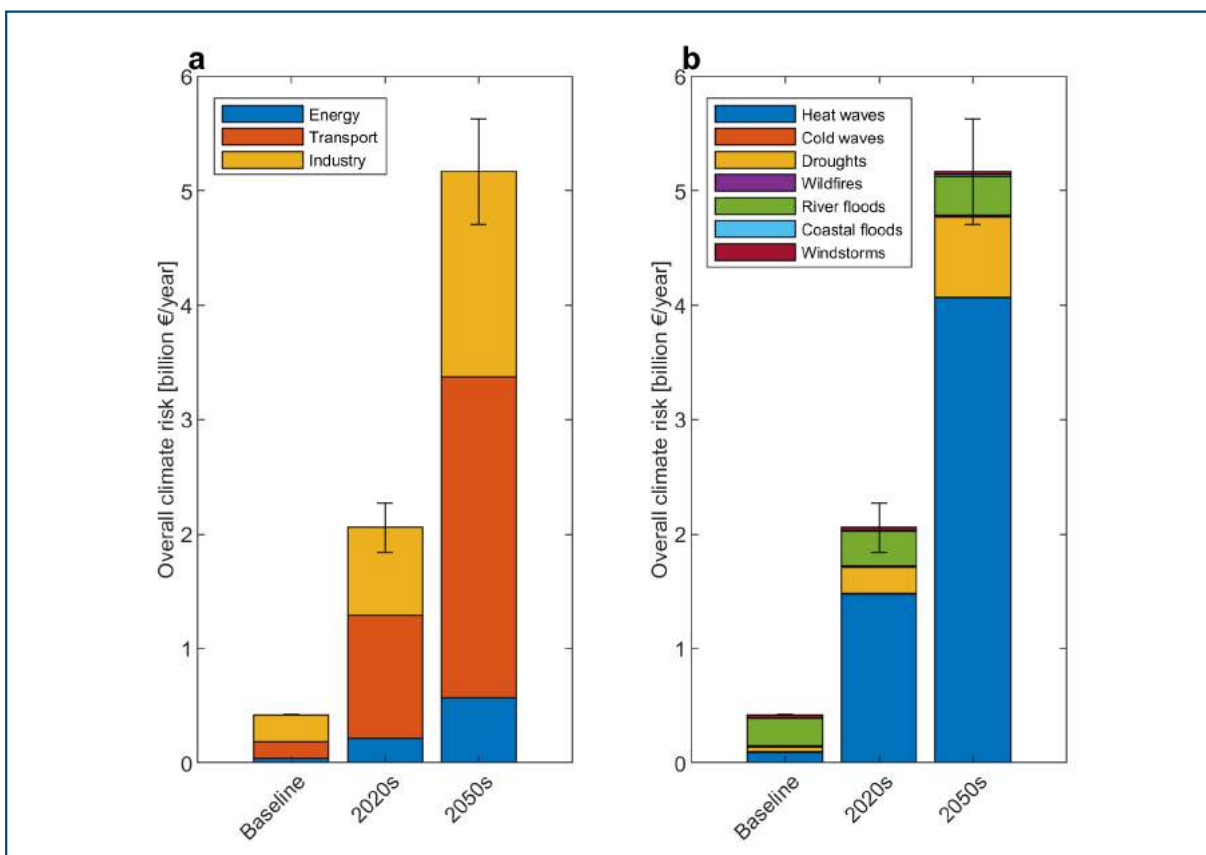 a
Overall climate risk [billion €/year]
6
5
4
3
2
1
0
Energy
Transport
Industry
Baseline
2020s
2050s
b
Overall climate risk [billion €/year]
6
5
4
3
2
1
0
Heat waves
Cold waves
Droughts
Wildfires
River floods
Coastal floods
Windstorms
Baseline
2020s
2050s